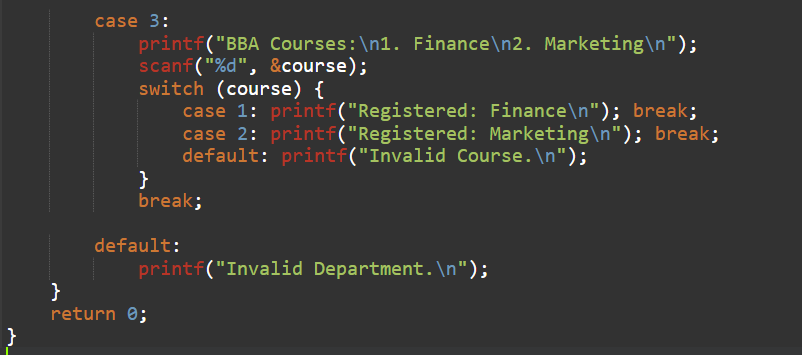 case 3:
printf("BBA Courses:\n1. Finance\n2. Marketing\n");
scanf("%d", &course);
switch (course) {
case 1: printf("Registered: Finance\n"); break;
case 2: printf("Registered: Marketing\n"); break;
default: printf("Invalid Course.\n");
}
break;
default:
printf("Invalid Department.\n");
}
return 0;
}